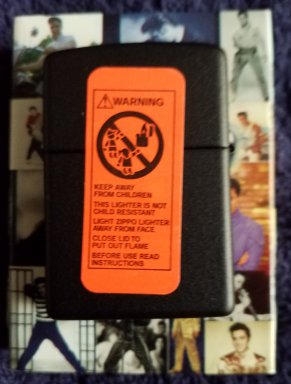 ⚠WARNING
KEEP AWAY
FROM CHILDREN
THIS LIGHTER IS NOT
CHILD RESISTANT
LIGHT ZIPPO LIGHTER
AWAY FROM FACE
CLOSE LID TO
PUT OUT FLAME
BEFORE USE READ
INSTRUCTIONS